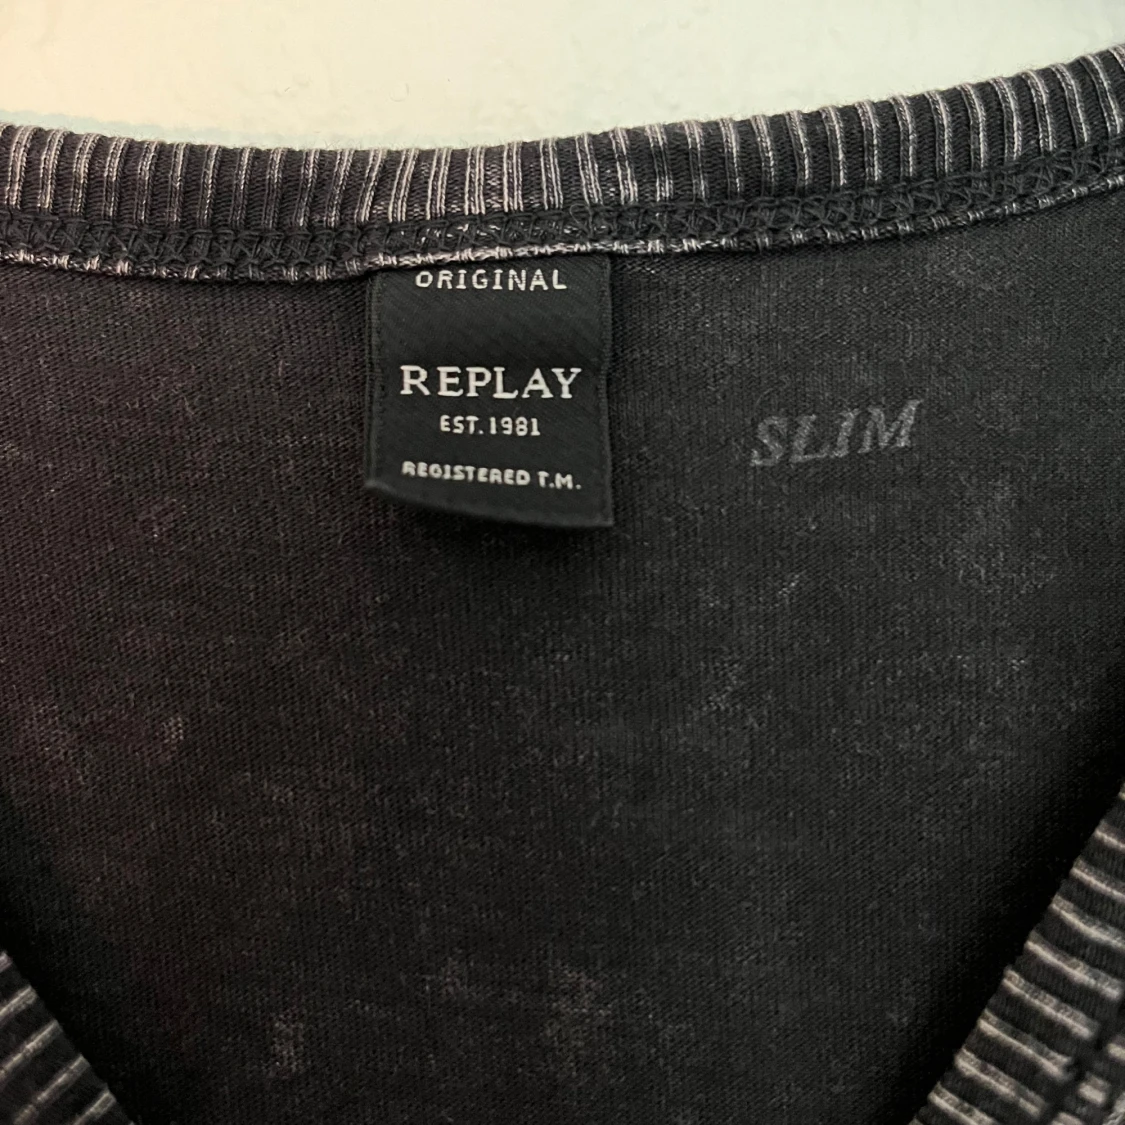 ORIGINAL
REPLAY
EST. 1981
REGISTERED T.M.
SLIM